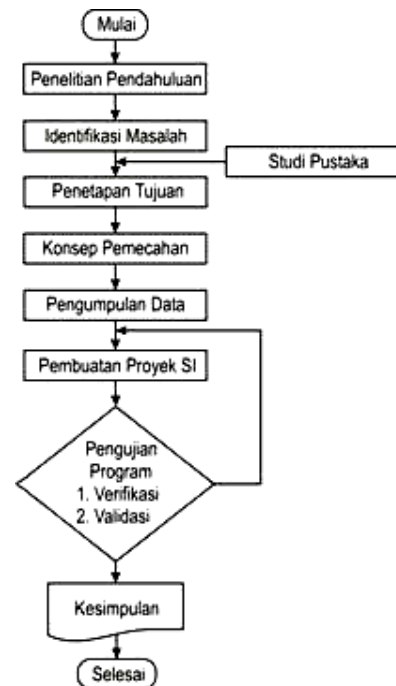 Mulai
Penelitian Pendahuluan
Identifikasi Masalah
Studi Pustaka
Penetapan Tujuan
Konsep Pemecahan
Pengumpulan Data
Pembuatan Proyek SI
Pengujian
Program
1. Verifikasi
2. Validasi
Kesimpulan
Selesai